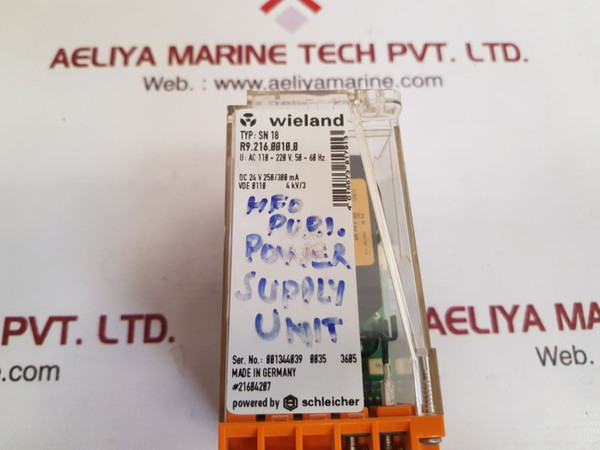 AELIYA MARINE TECH PVT. LTD.
Web. : www.aeliyamarine.com
wieland
TYP: SN 18
R9.216.0010.0
U: AC 110 - 220 V, 50 - 60 Hz
DC 24 V 250/300 mA
VDE 0110 4 kV/3
HFO
PURI.
POWER
SUPPLY
UNIT
Ser. No.: 001344039 0035 3605
MADE IN GERMANY
#21604207
powered by schleicher
PVT. LTD.
AELIYA MA
Web. : ww
marine.com